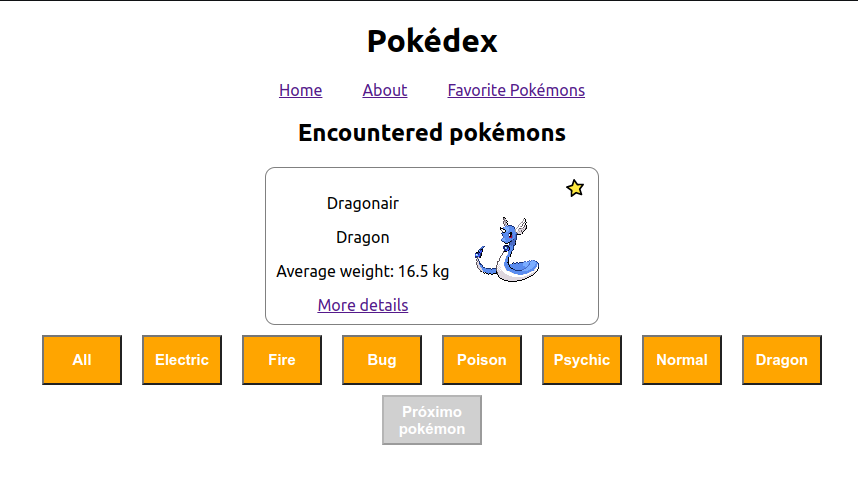 Pokédex
Home About Favorite Pokémons
Encountered pokémons
Dragonair
Dragon
Average weight: 16.5 kg
More details
All Electric Fire Bug Poison Psychic Normal Dragon
Próximo
pokémon